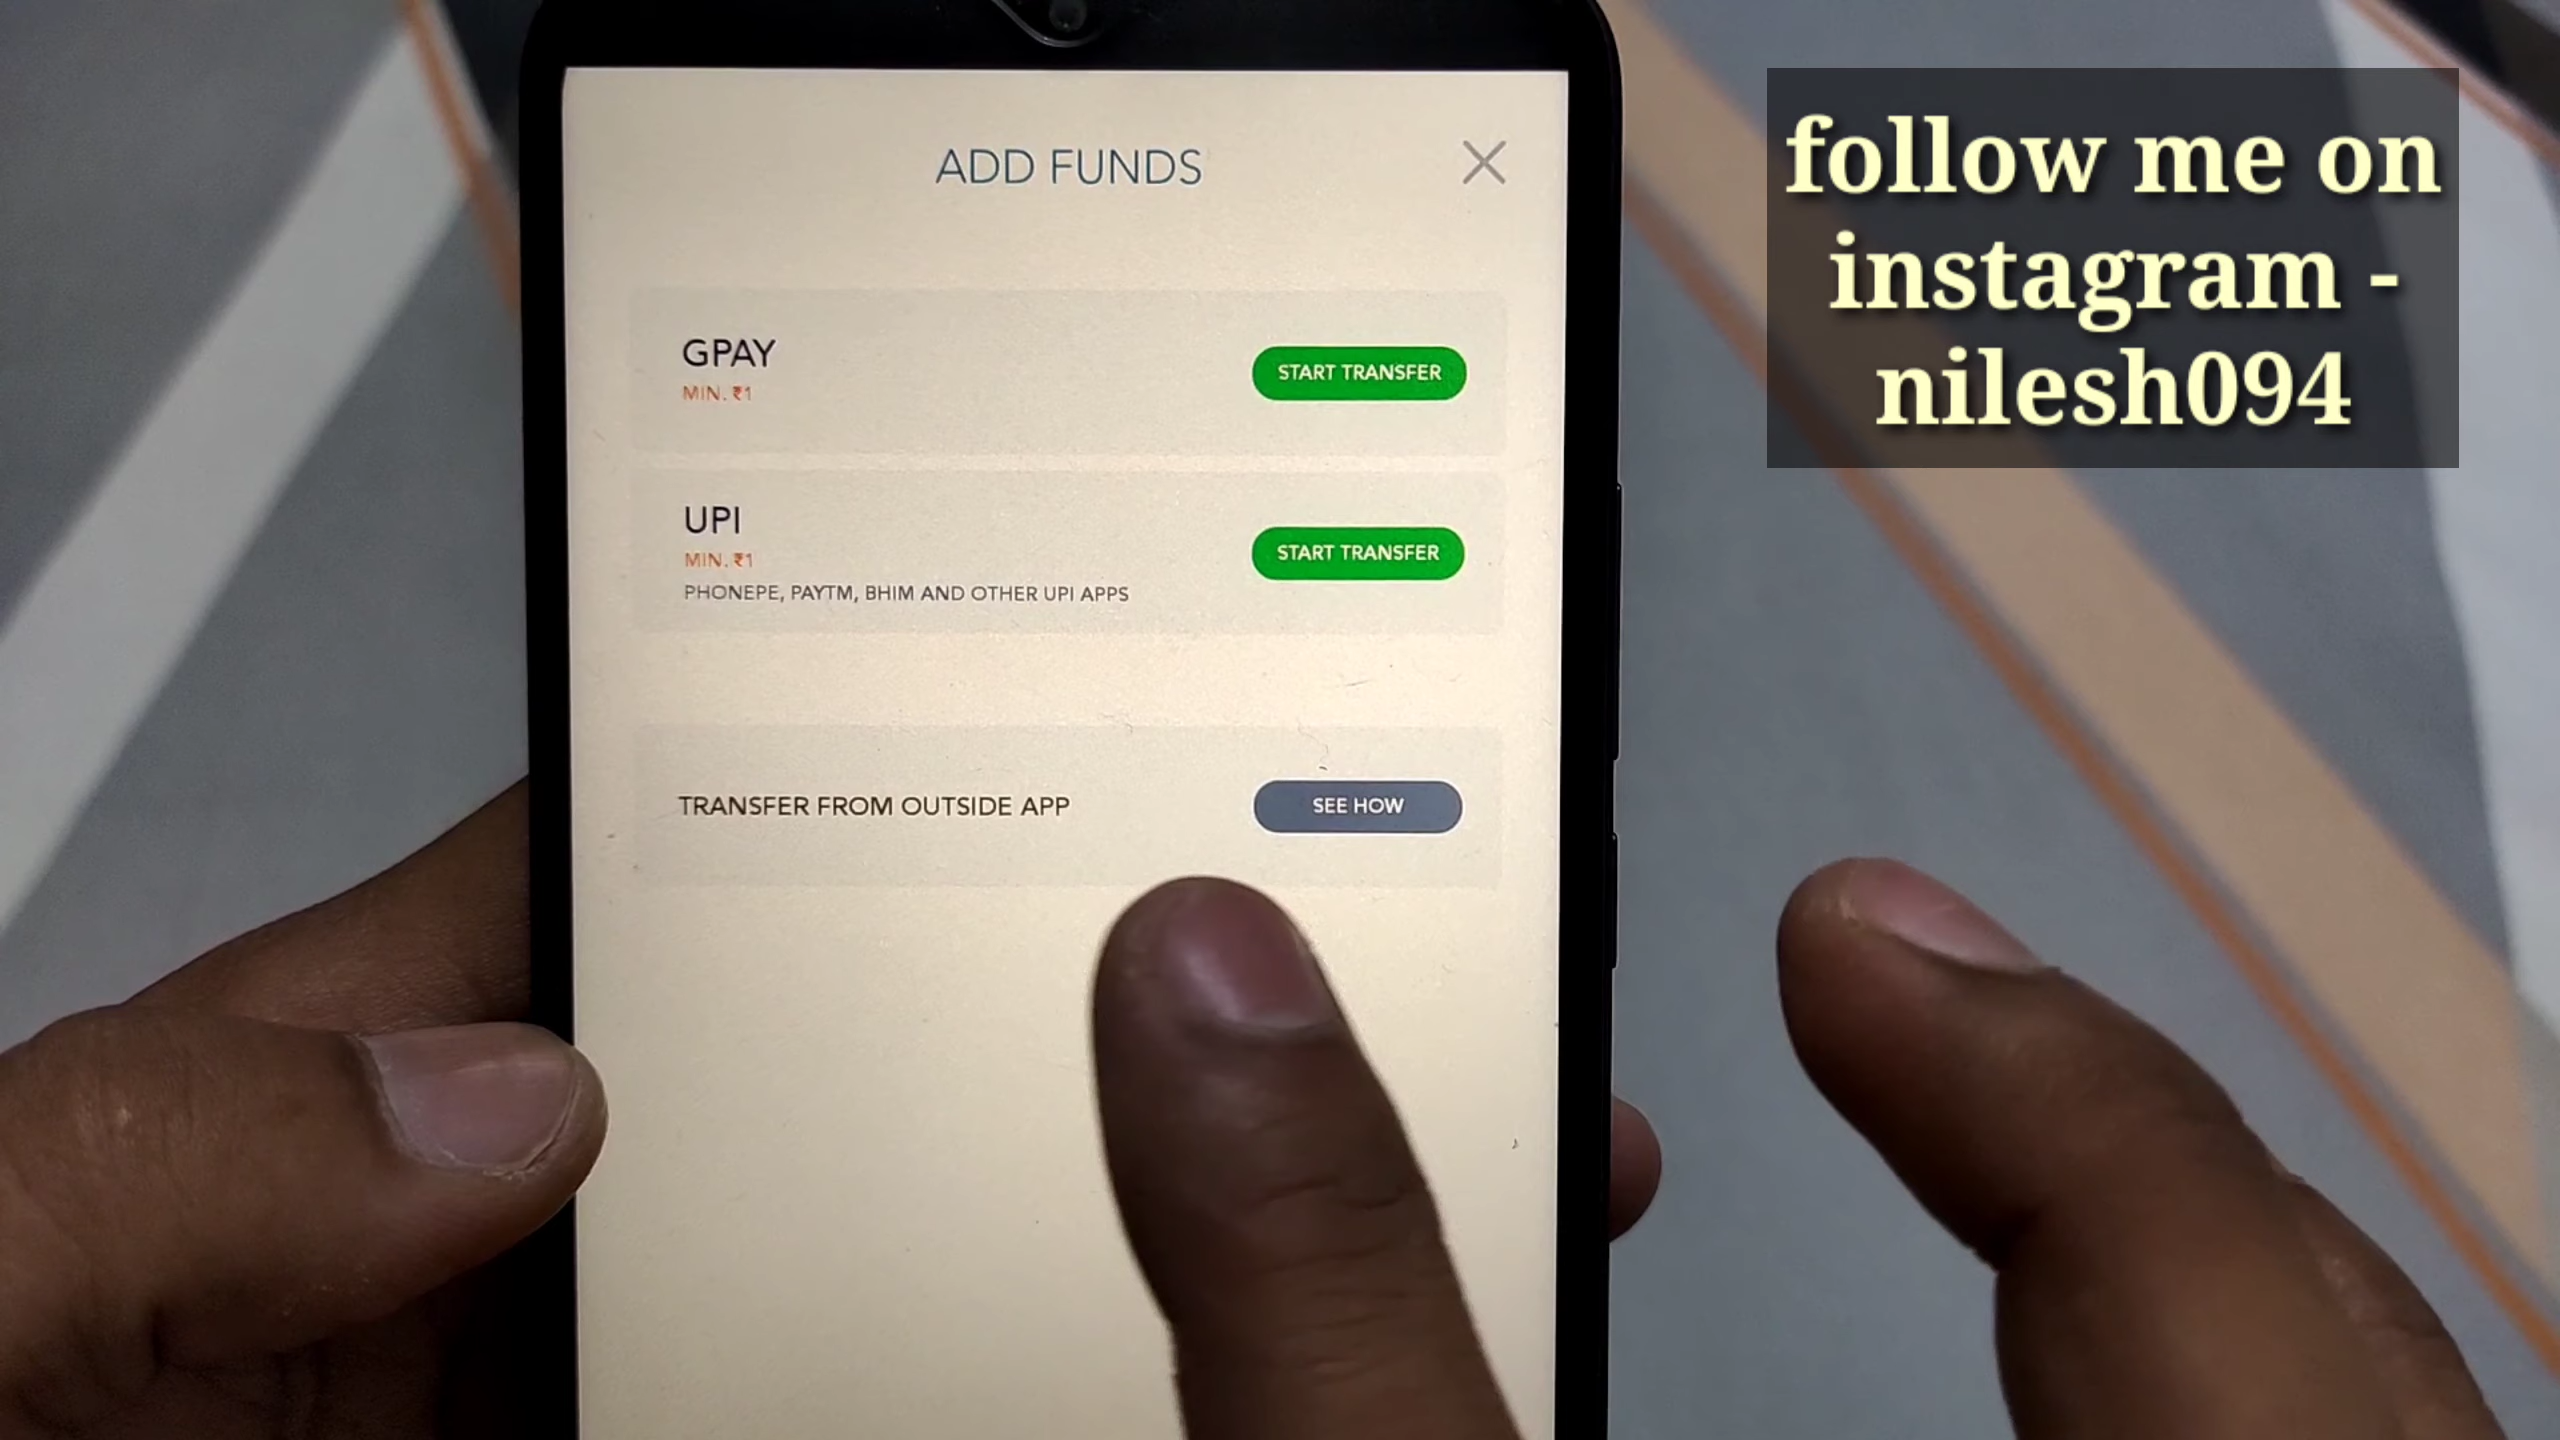 ADD FUNDS
GPAY
MIN. ₹1
START TRANSFER
UPI
MIN. ₹1
PHONEPE, PAYTM, BHIM AND OTHER UPI APPS
START TRANSFER
TRANSFER FROM OUTSIDE APP
SEE HOW
follow me on
instagram -
nilesh094